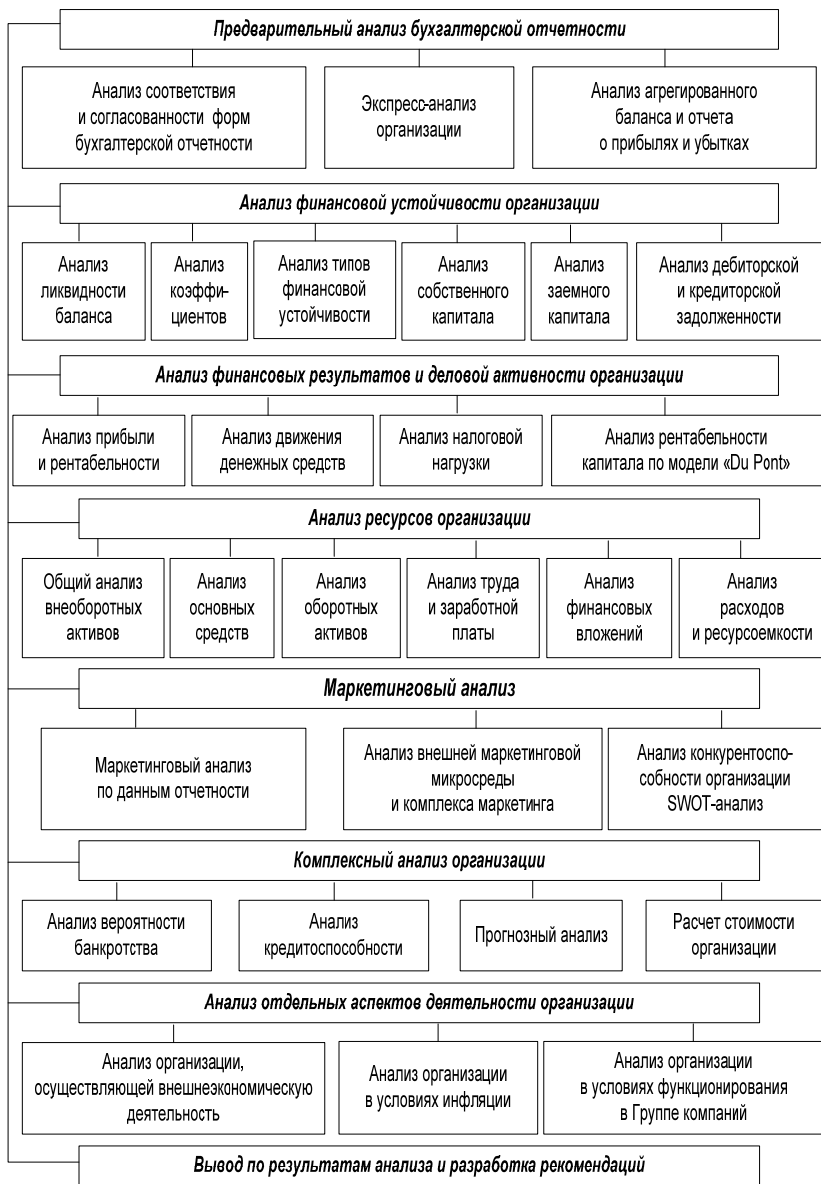 Предварительный анализ бухгалтерской отчетности
Анализ соответствия
и согласованности форм
бухгалтерской отчетности
Экспресс-анализ
организации
Анализ агрегированного
баланса и отчета
о прибылях и убытках
Анализ финансовой устойчивости организации
Анализ
ликвидности
баланса
Анализ
коэффи-
циентов
Анализ типов
финансовой
устойчивости
Анализ
собственного
капитала
Анализ
заемного
капитала
Анализ дебиторской
и кредиторской
задолженности
Анализ финансовых результатов и деловой активности организации
Анализ прибыли
и рентабельности
Анализ движения
денежных средств
Анализ налоговой
нагрузки
Анализ рентабельности
капитала по модели «Du Pont»
Анализ ресурсов организации
Общий анализ
внеоборотных
активов
Анализ
основных
средств
Анализ
оборотных
активов
Анализ труда
и заработной
платы
Анализ
финансовых
вложений
Анализ
расходов
и ресурсоемкости
Маркетинговый анализ
Маркетинговый анализ
по данным отчетности
Анализ внешней маркетинговой
микросреды
и комплекса маркетинга
Анализ конкурентоспо-
собности организации
SWOT-анализ
Комплексный анализ организации
Анализ вероятности
банкротства
Анализ
кредитоспособности
Прогнозный анализ
Расчет стоимости
организации
Анализ отдельных аспектов деятельности организации
Анализ организации,
осуществляющей внешнеэкономическую
деятельность
Анализ организации
в условиях инфляции
Анализ организации
в условиях функционирования
в Группе компаний
Вывод по результатам анализа и разработка рекомендаций